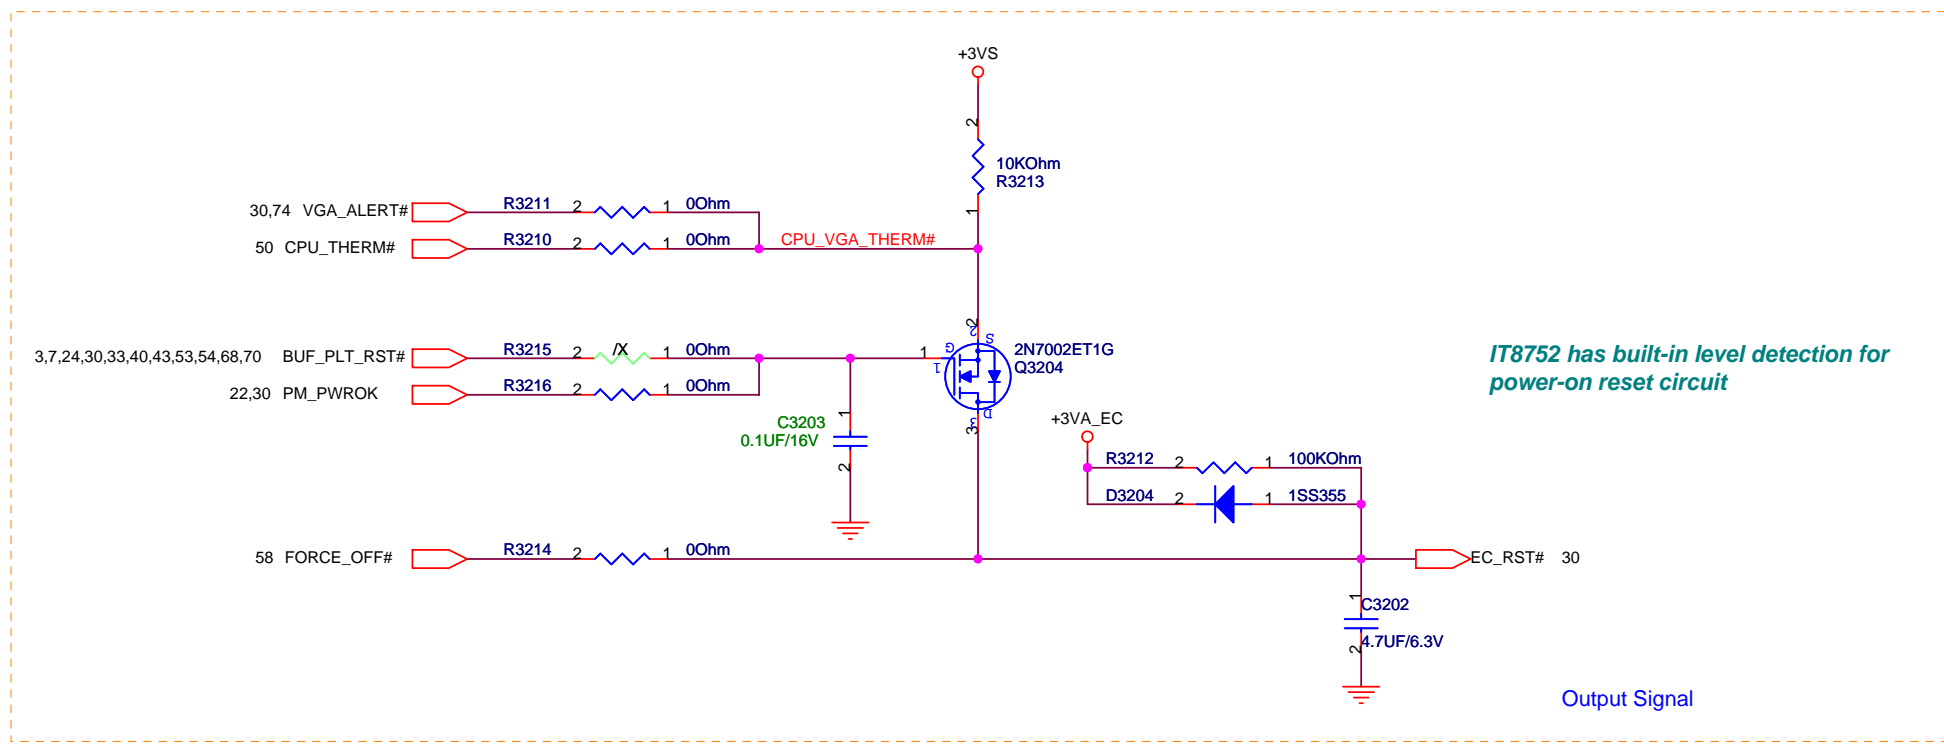 +3VS
2
10KOhm
R3213
1
30,74 VGA_ALERT# R3211 2 1 0Ohm
50 CPU_THERM# R3210 2 1 0Ohm CPU_VGA_THERM#
2
2 S
3,7,24,30,33,40,43,53,54,68,70 BUF_PLT_RST# R3215 2 /X 1 0Ohm 1 G 2N7002ET1G
1 Q3204
IT8752 has built-in level detection for
power-on reset circuit
22,30 PM_PWROK R3216 2 1 0Ohm
D
3
3
1
C3203
0.1UF/16V
2
+3VA_EC
R3212 2 1 100KOhm
D3204 2 1 1SS355
58 FORCE_OFF# R3214 2 1 0Ohm EC_RST# 30
1
C3202
4.7UF/6.3V
2
Output Signal